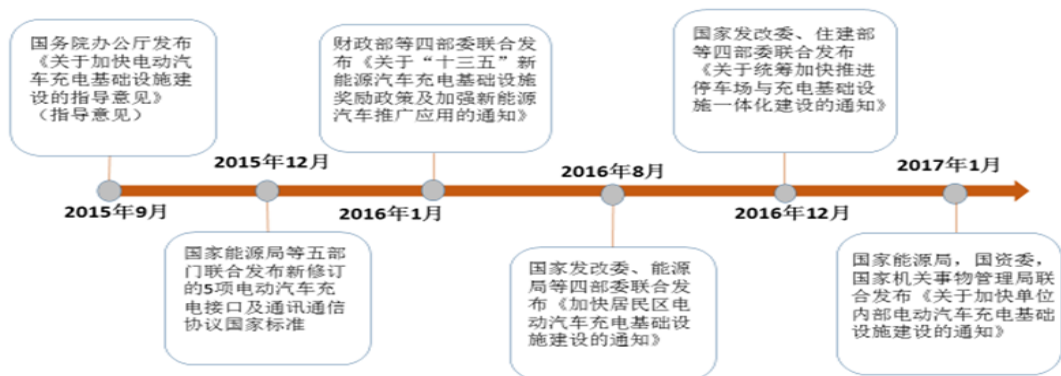 国务院办公厅发布
《关于加快电动汽
车充电基础设施建
设的指导意见》
（指导意见）
财政部等四部委联合发
布《关于“十三五”新
能源汽车充电基础设施
奖励政策及加强新能源
汽车推广应用的通知》
国家发改委、住建部
等四部委联合发布
《关于统筹加快推进
停车场与充电基础设
施一体化建设的通知》
2015年12月
2016年8月
2017年1月
2015年9月
2016年1月
2016年12月
国家能源局等五部
门联合发布新修订
的5项电动汽车充
电接口及通讯通信
协议国家标准
国家发改委、能源
局等四部委联合发
布《加快居民区电
动汽车充电基础设
施建设的通知》
国家能源局，国资委，
国家机关事物管理局联
合发布《关于加快单位
内部电动汽车充电基础
设施建设的通知》